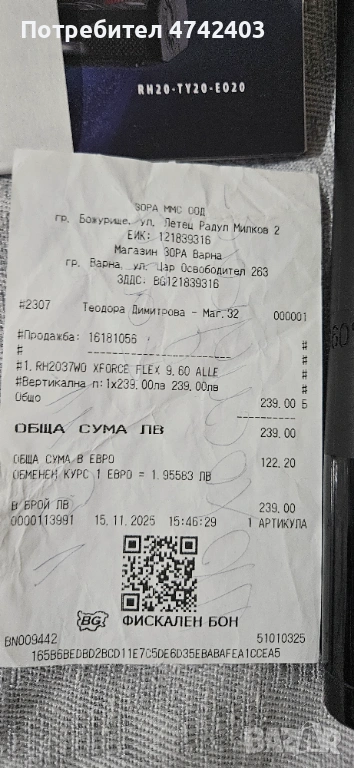 Потребител 4742403
RH20-TY20-EO20
ЗОРА ММС ООД
гр. Божурище, ул. Летец Радул Милков 2
ЕИК: 121839316
Магазин ЗОРА Варна
гр. Варна, ул. Цар Освободител 263
ЗДДС: BG121839316
#2307 Теодора Димитрова - Маг.32 000001
#Продажба: 16181056 #
# -------------------- #
#1. RH2037WO XFORCE FLEX 9.60 ALLE #
#Вертикална п:1x239.00лв 239.00лв #
Общо 239.00 Б
ОБЩА СУМА ЛВ 239.00
ОБЩА СУМА В ЕВРО 122.20
ОБМЕНЕН КУРС 1 ЕВРО = 1.95583 ЛВ
В БРОЙ ЛВ 239.00
0000113991 15.11.2025 15:46:29 1 АРТИКУЛА
BG ФИСКАЛЕН БОН
BN009442 51010325
165B6BEDBD2BCD11E7C5DE6D35EBABAFEA1CCEA5
bazar